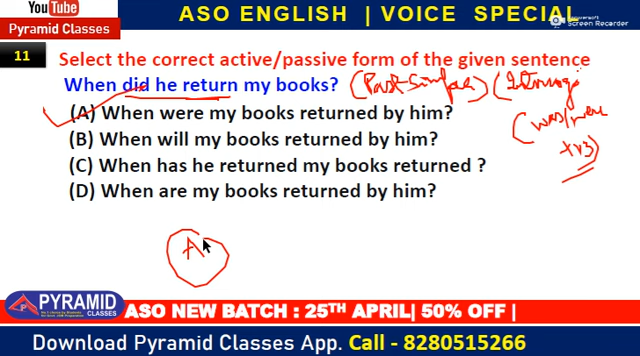 YouTube
Pyramid Classes
ASO ENGLISH | VOICE SPECIAL
Screen Recorder
11
Select the correct active/passive form of the given sentence
When did he return my books? (Past Simple) (Interrog
(A) When were my books returned by him? (was/were
(B) When will my books returned by him? + v3)
(C) When has he returned my books returned ?
(D) When are my books returned by him?
A
PYRAMID
CLASSES
ASO NEW BATCH : 25TH APRIL| 50% OFF |
Download Pyramid Classes App. Call - 8280515266